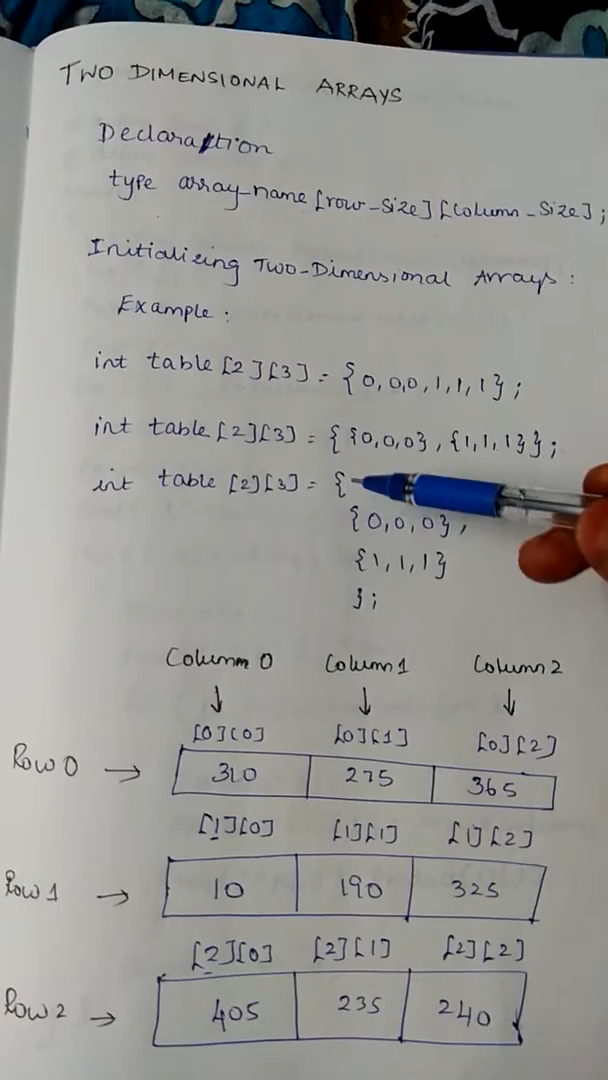 TWO DIMENSIONAL ARRAYS
Declaration
type array-name [row-size] [column-size];
Initializing Two-Dimensional Arrays:
Example:
int table [2][3] = {0,0,0,1,1,1};
int table [2][3] = { {0,0,0}, {1,1,1}};
int table [2][3] = {
{0,0,0},
{1,1,1}
};
Column 0 Column 1 Column 2
↓ ↓ ↓
[0][0] [0][1] [0][2]
Row 0 → 310 275 365
[1][0] [1][1] [1][2]
Row 1 → 10 190 325
[2][0] [2][1] [2][2]
Row 2 → 405 235 240